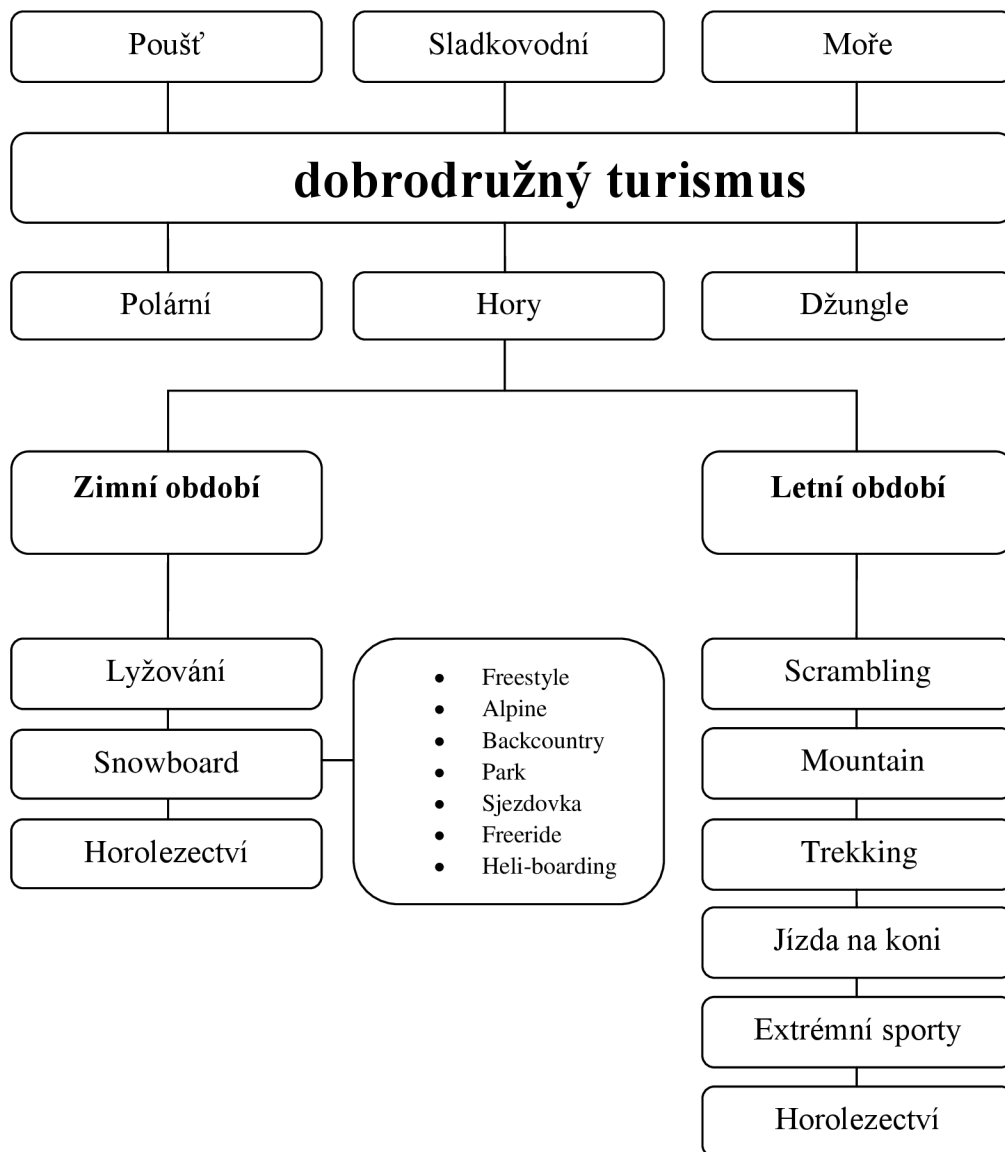 Poušť
Sladkovodní
Moře
dobrodružný turismus
Polární
Hory
Džungle
Zimní období
Letní období
Lyžování
Snowboard
Horolezectví
• Freestyle
• Alpine
• Backcountry
• Park
• Sjezdovka
• Freeride
• Heli-boarding
Scrambling
Mountain
Trekking
Jízda na koni
Extrémní sporty
Horolezectví